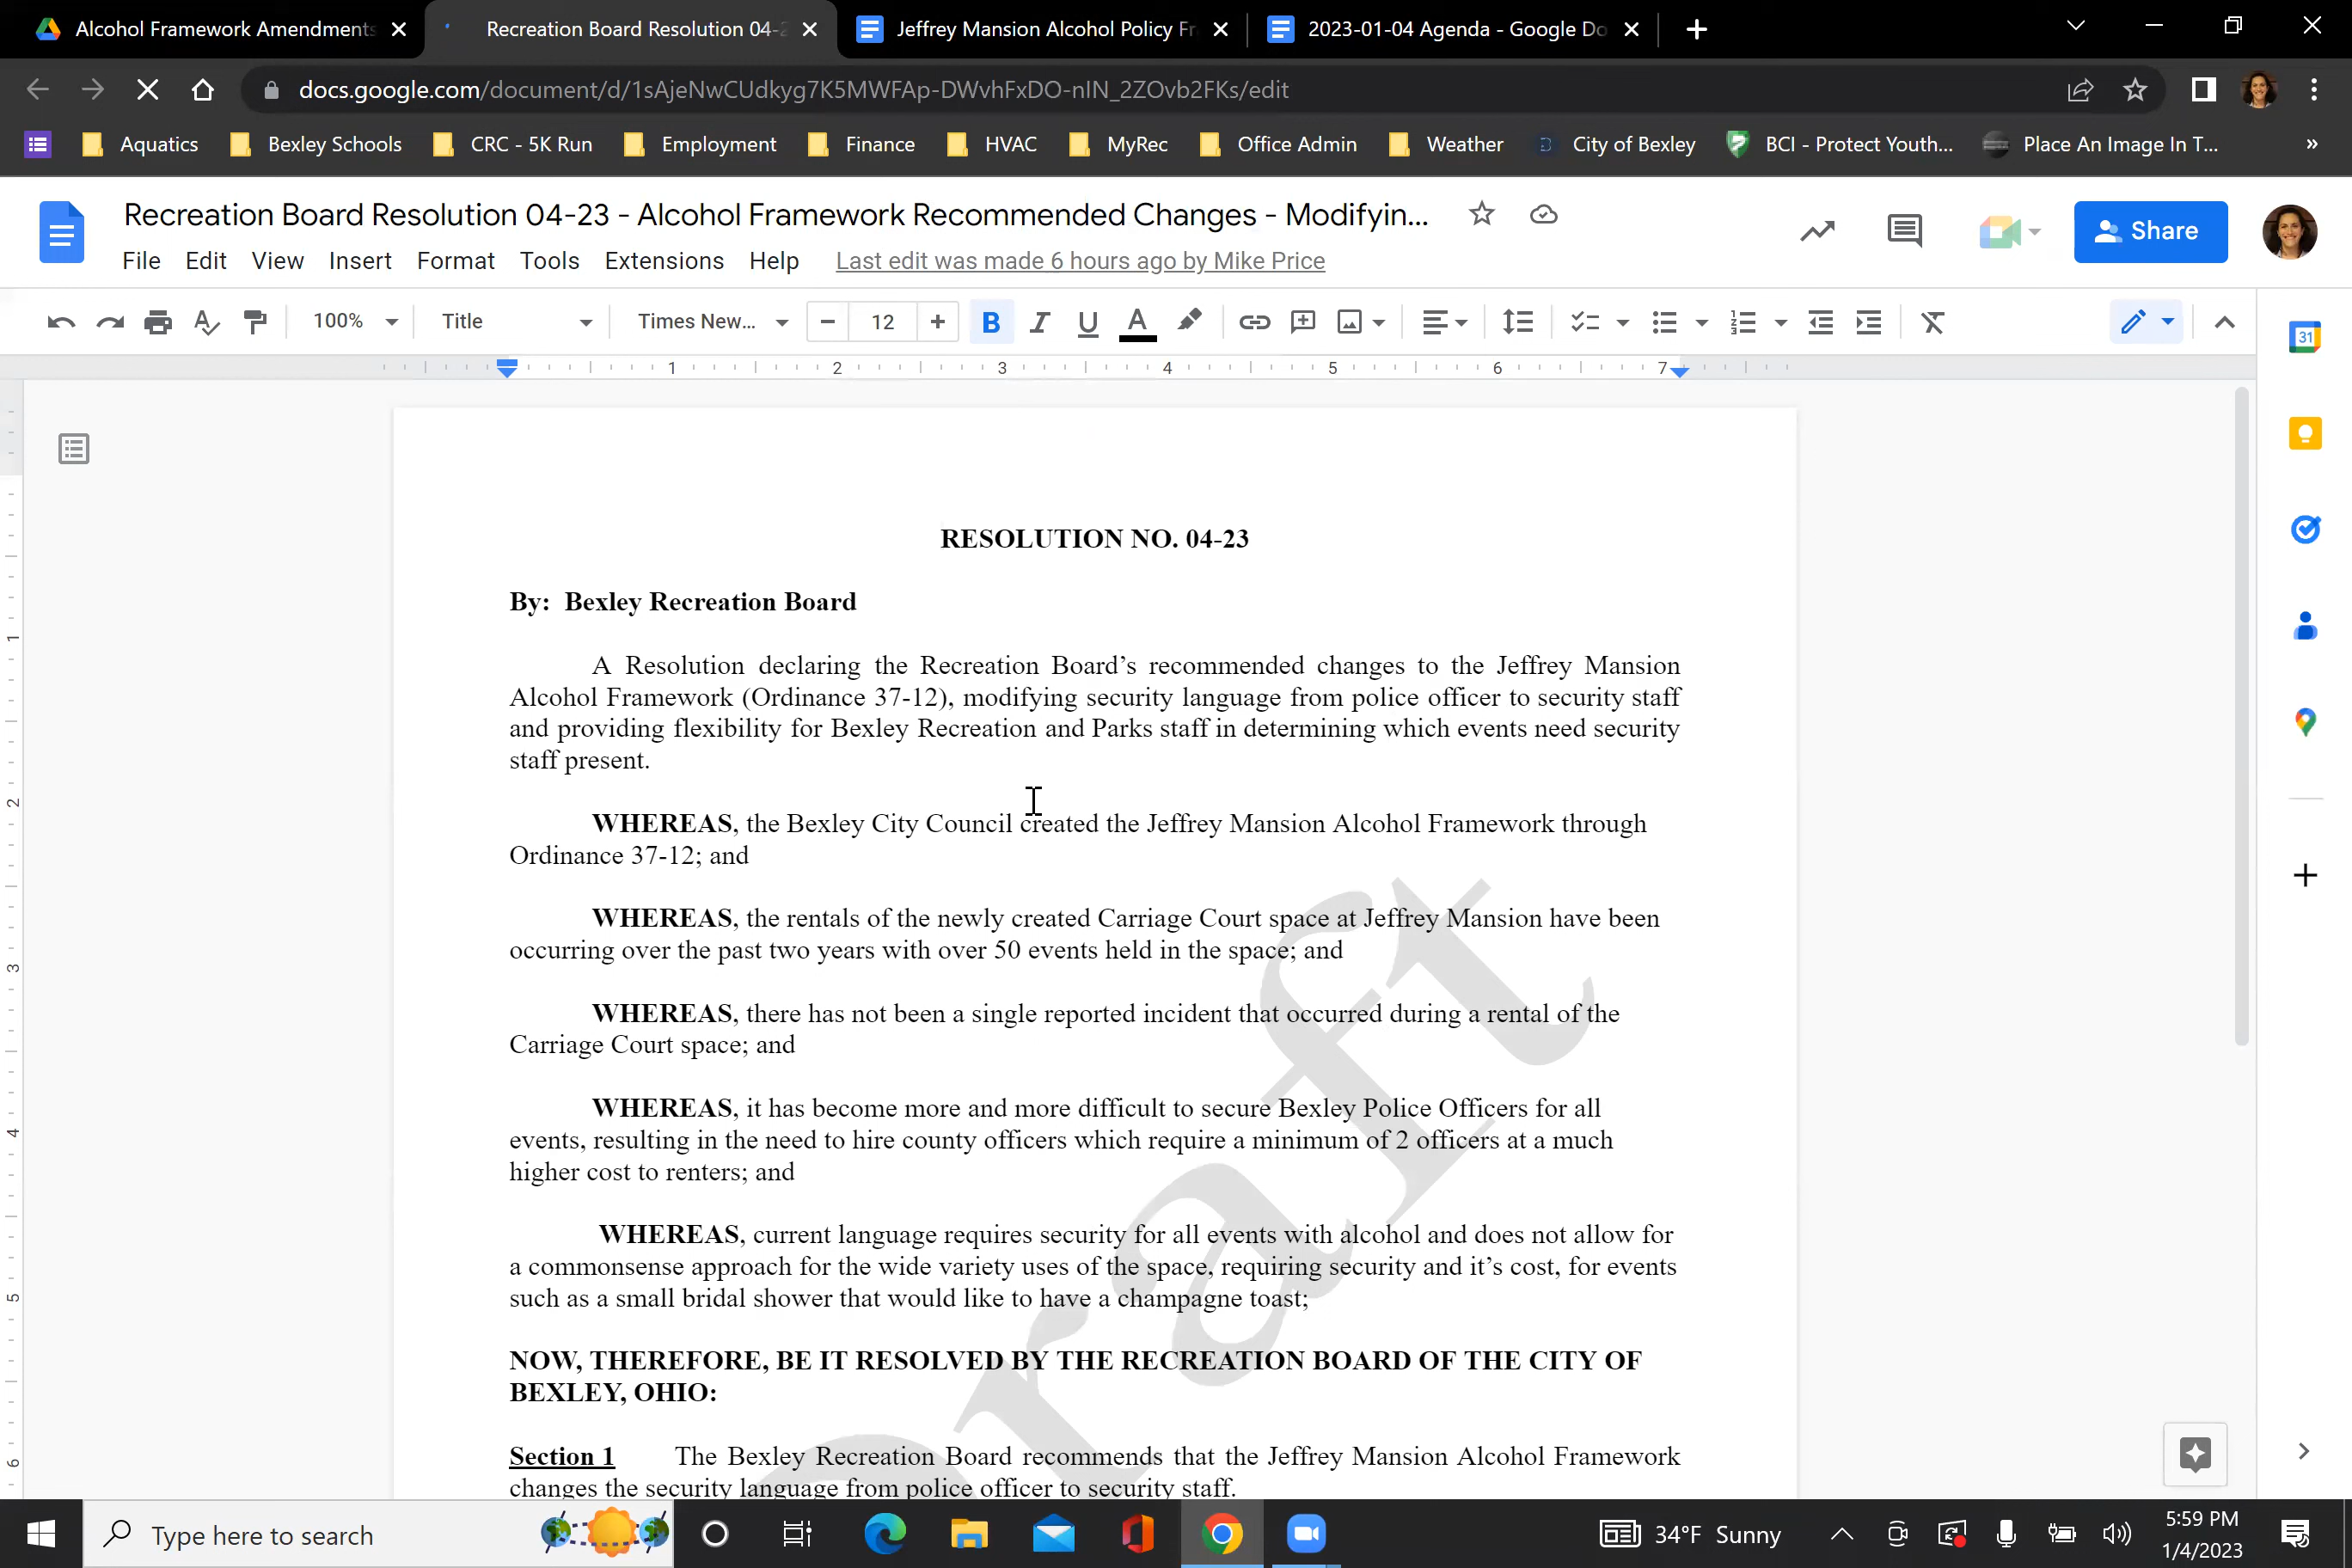 Alcohol Framework Amendments
Recreation Board Resolution 04-2
Jeffrey Mansion Alcohol Policy Fr
2023-01-04 Agenda - Google Do
docs.google.com/document/d/1sAjeNwCUdkyg7K5MWFAp-DWvhFxDO-nIN_2ZOvb2FKs/edit
Aquatics
Bexley Schools
CRC - 5K Run
Employment
Finance
HVAC
MyRec
Office Admin
Weather
City of Bexley
BCI - Protect Youth...
Place An Image In T...
»
Recreation Board Resolution 04-23 - Alcohol Framework Recommended Changes - Modifyin...
File Edit View Insert Format Tools Extensions Help Last edit was made 6 hours ago by Mike Price
Share
100% Title Times New... − 12 + B I U A
31
1 2 3 4 5 6 7
RESOLUTION NO. 04-23
By: Bexley Recreation Board
A Resolution declaring the Recreation Board’s recommended changes to the Jeffrey Mansion
Alcohol Framework (Ordinance 37-12), modifying security language from police officer to security staff
and providing flexibility for Bexley Recreation and Parks staff in determining which events need security
staff present.
WHEREAS, the Bexley City Council created the Jeffrey Mansion Alcohol Framework through
Ordinance 37-12; and
WHEREAS, the rentals of the newly created Carriage Court space at Jeffrey Mansion have been
occurring over the past two years with over 50 events held in the space; and
WHEREAS, there has not been a single reported incident that occurred during a rental of the
Carriage Court space; and
WHEREAS, it has become more and more difficult to secure Bexley Police Officers for all
events, resulting in the need to hire county officers which require a minimum of 2 officers at a much
higher cost to renters; and
WHEREAS, current language requires security for all events with alcohol and does not allow for
a commonsense approach for the wide variety uses of the space, requiring security and it’s cost, for events
such as a small bridal shower that would like to have a champagne toast;
NOW, THEREFORE, BE IT RESOLVED BY THE RECREATION BOARD OF THE CITY OF
BEXLEY, OHIO:
Section 1 The Bexley Recreation Board recommends that the Jeffrey Mansion Alcohol Framework
changes the security language from police officer to security staff.
Draft
1
2
3
4
5
6
Type here to search
34°F Sunny
5:59 PM
1/4/2023